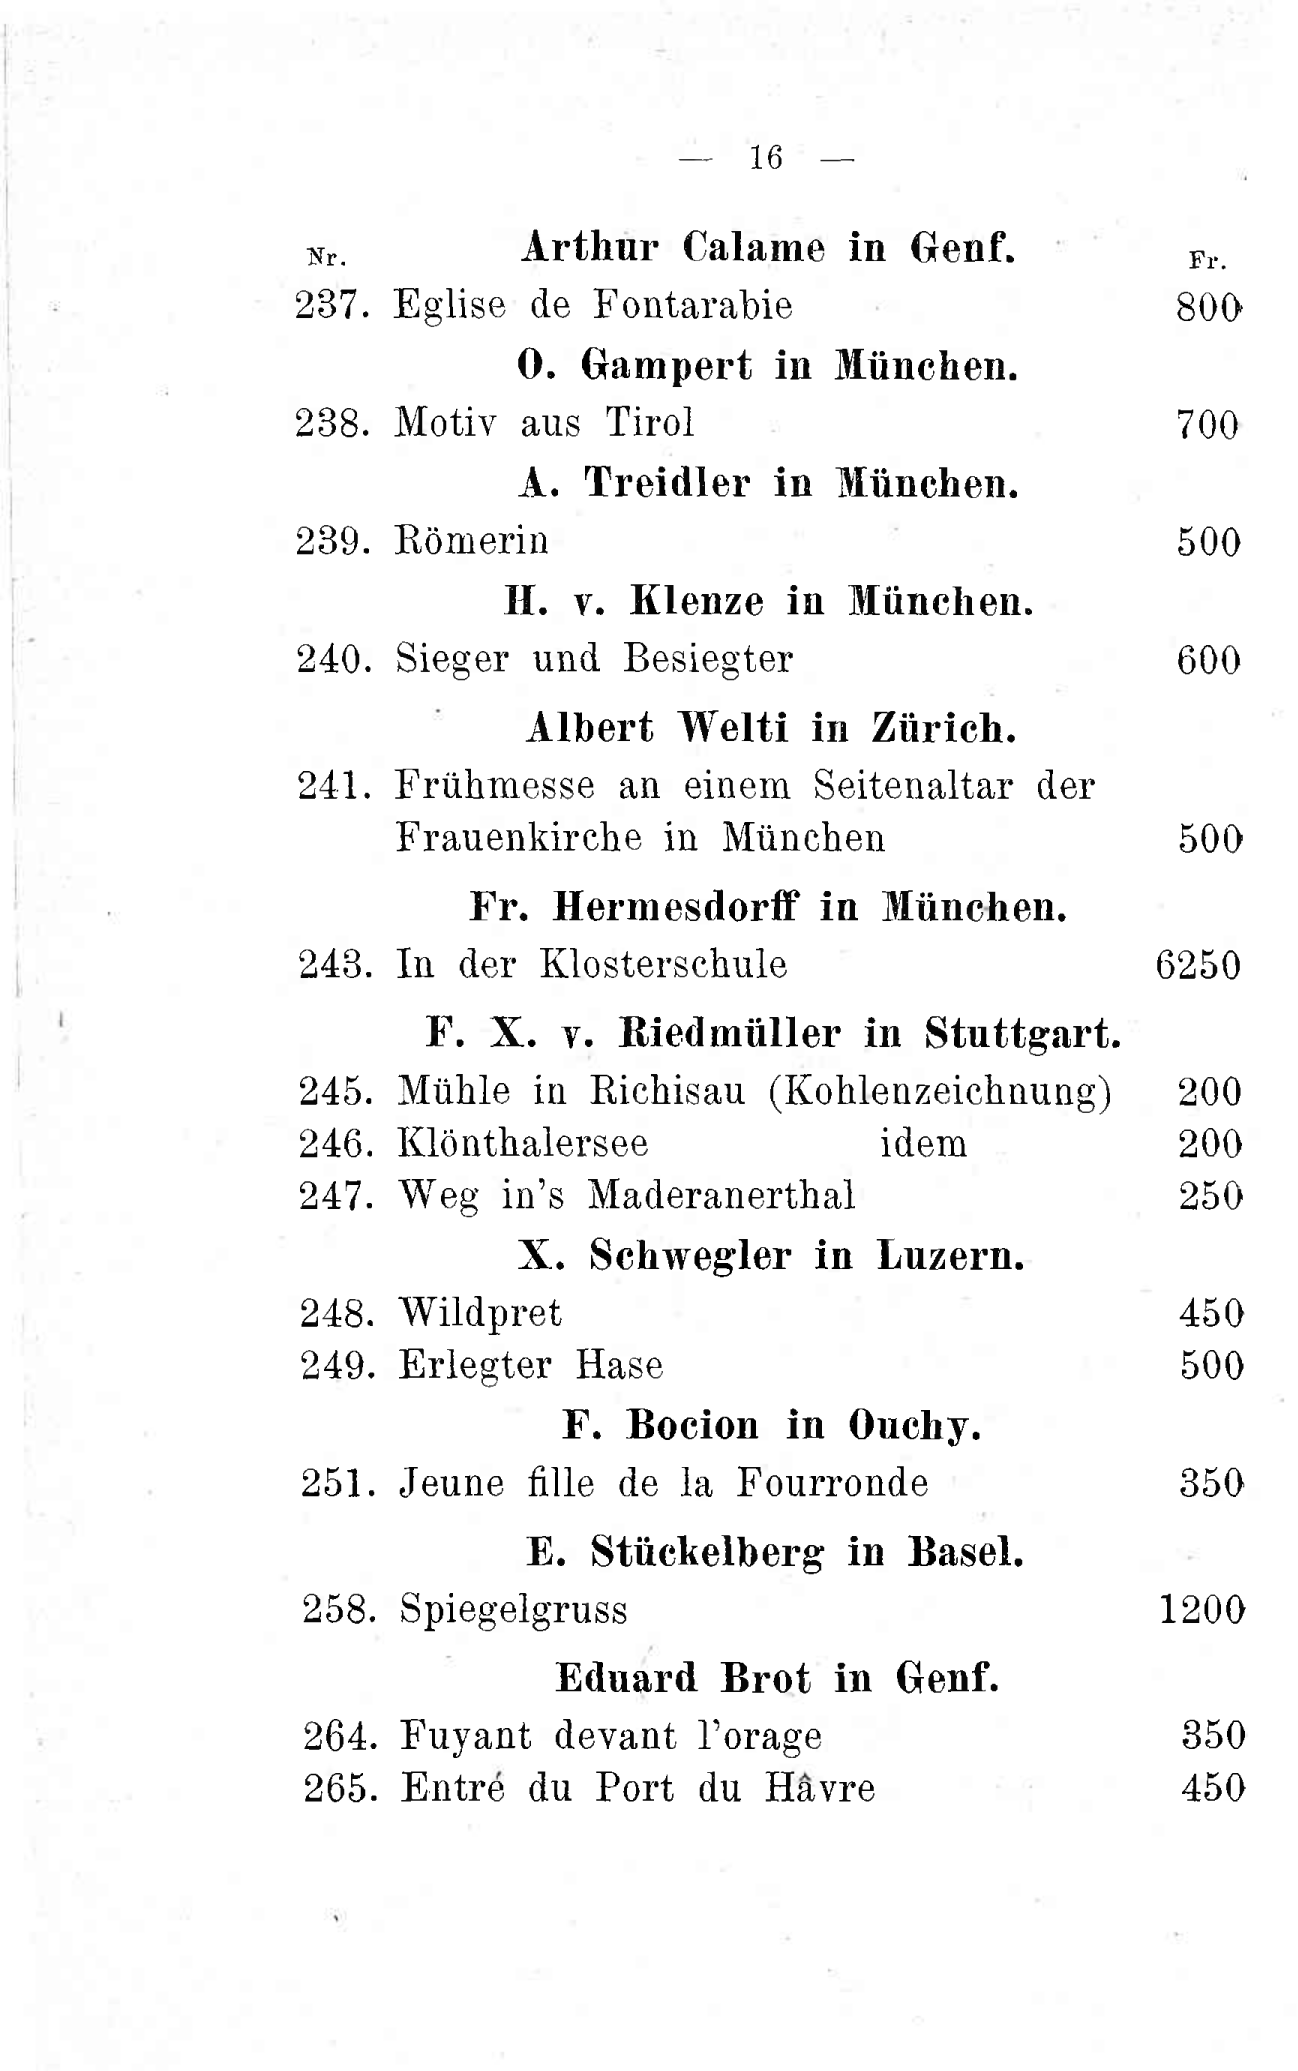 — 16 —
Nr. Arthur Calame in Genf. Fr.
237. Eglise de Fontarabie 800
O. Gampert in München.
238. Motiv aus Tirol 700
A. Treidler in München.
239. Römerin 500
H. v. Klenze in München.
240. Sieger und Besiegter 600
Albert Welti in Zürich.
241. Frühmesse an einem Seitenaltar der
Frauenkirche in München 500
Fr. Hermesdorff in München.
243. In der Klosterschule 6250
F. X. v. Riedmüller in Stuttgart.
245. Mühle in Richisau (Kohlenzeichnung) 200
246. Klönthalersee idem 200
247. Weg in's Maderanerthal 250
X. Schwegler in Luzern.
248. Wildpret 450
249. Erlegter Hase 500
F. Bocion in Ouchy.
251. Jeune fille de la Fourronde 350
E. Stückelberg in Basel.
258. Spiegelgruss 1200
Eduard Brot in Genf.
264. Fuyant devant l'orage 350
265. Entré du Port du Hâvre 450